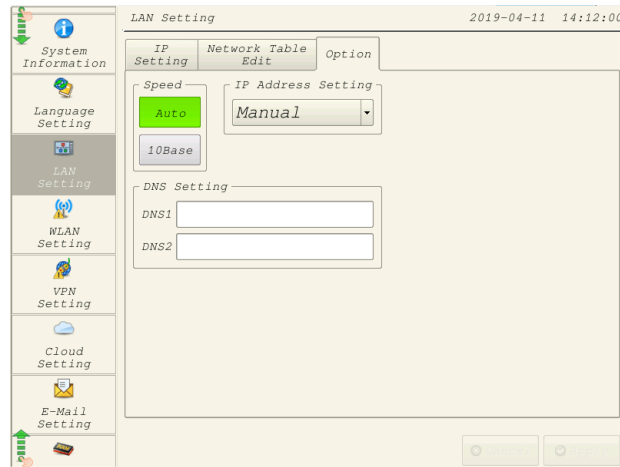 LAN Setting
2019-04-11 14:12:00
System
Information
Language
Setting
LAN
Setting
WLAN
Setting
VPN
Setting
Cloud
Setting
E-Mail
Setting
IP
Setting
Network Table
Edit
Option
Speed
Auto
10Base
IP Address Setting
Manual
DNS Setting
DNS1
DNS2